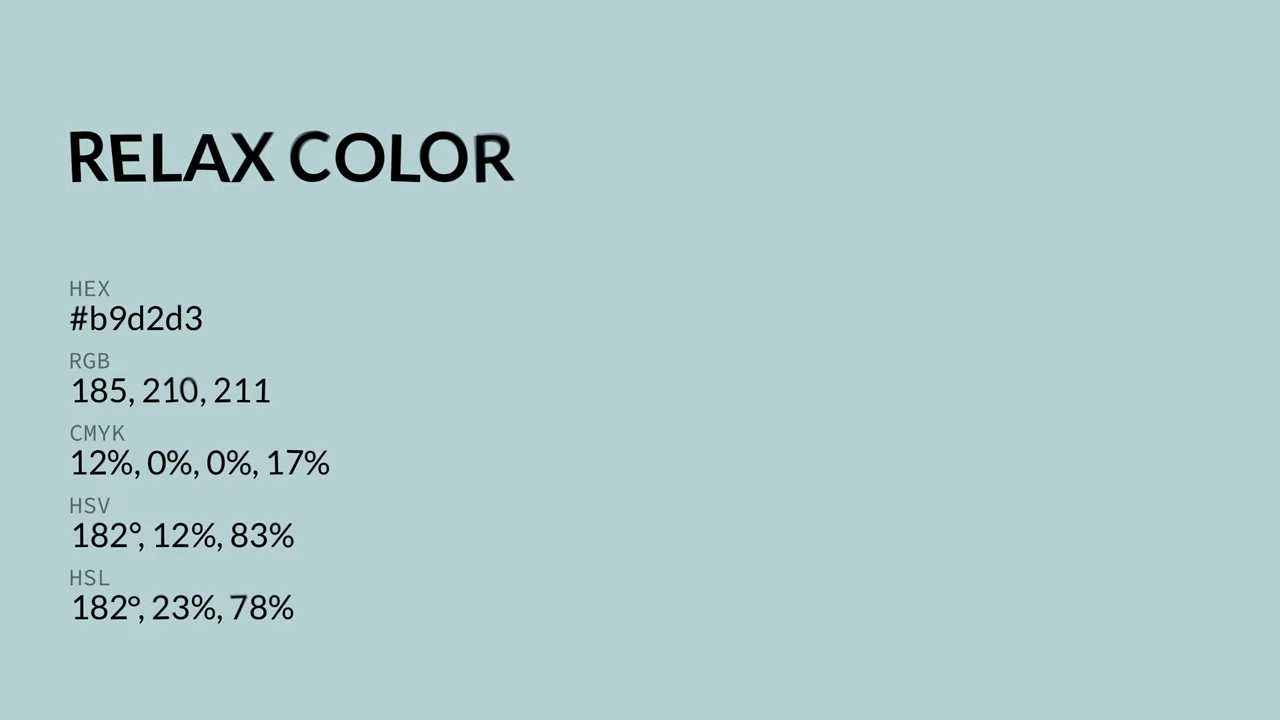 RELAX COLOR
HEX
#b9d2d3
RGB
185, 210, 211
CMYK
12%, 0%, 0%, 17%
HSV
182°, 12%, 83%
HSL
182°, 23%, 78%